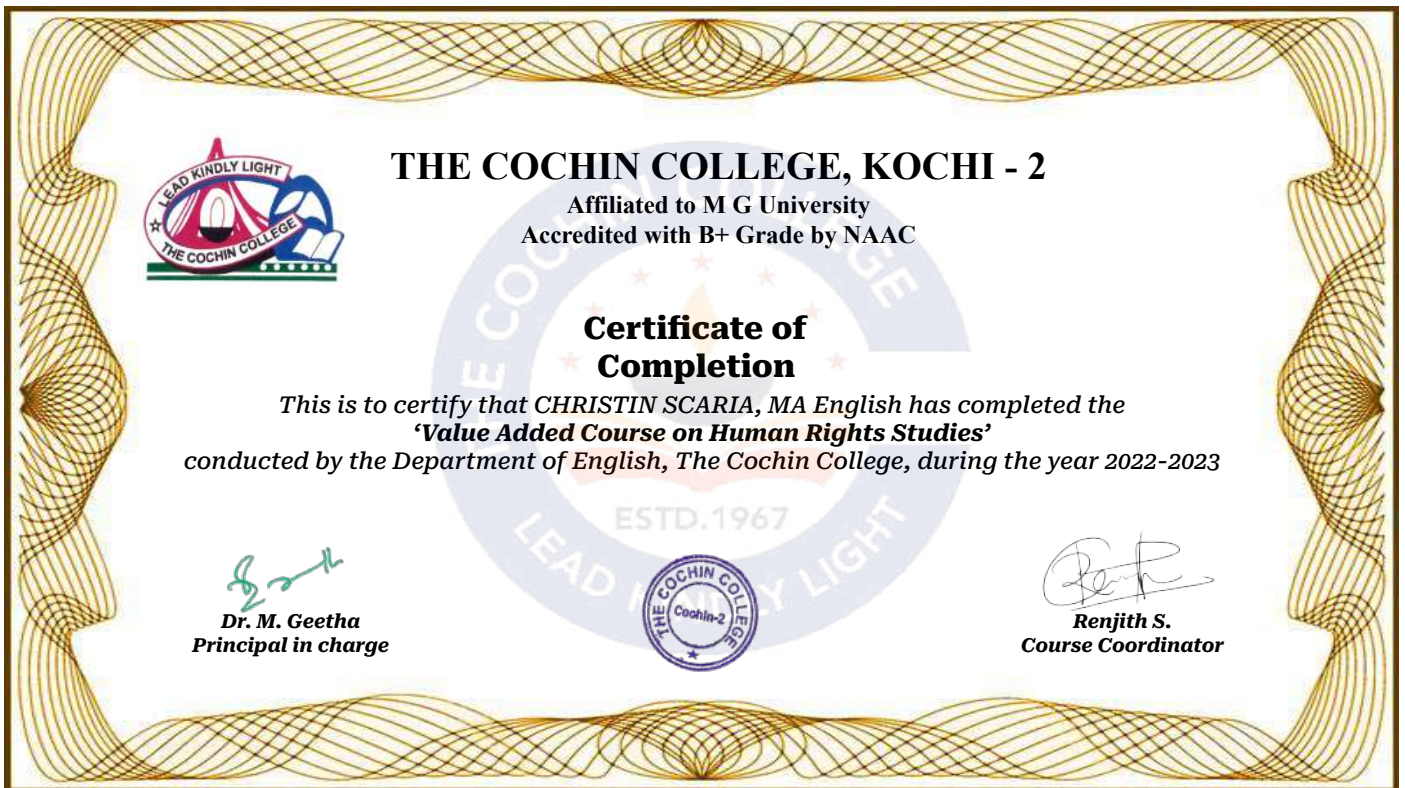 LEAD KINDLY LIGHT
THE COCHIN COLLEGE
THE COCHIN COLLEGE, KOCHI - 2
Affiliated to M G University
Accredited with B+ Grade by NAAC
THE COCHIN COLLEGE
Certificate of
Completion
This is to certify that CHRISTIN SCARIA, MA English has completed the
‘Value Added Course on Human Rights Studies’
conducted by the Department of English, The Cochin College, during the year 2022-2023
ESTD.1967
LEAD KINDLY LIGHT
THE COCHIN COLLEGE
Cochin-2
Dr. M. Geetha
Principal in charge
Renjith S.
Course Coordinator